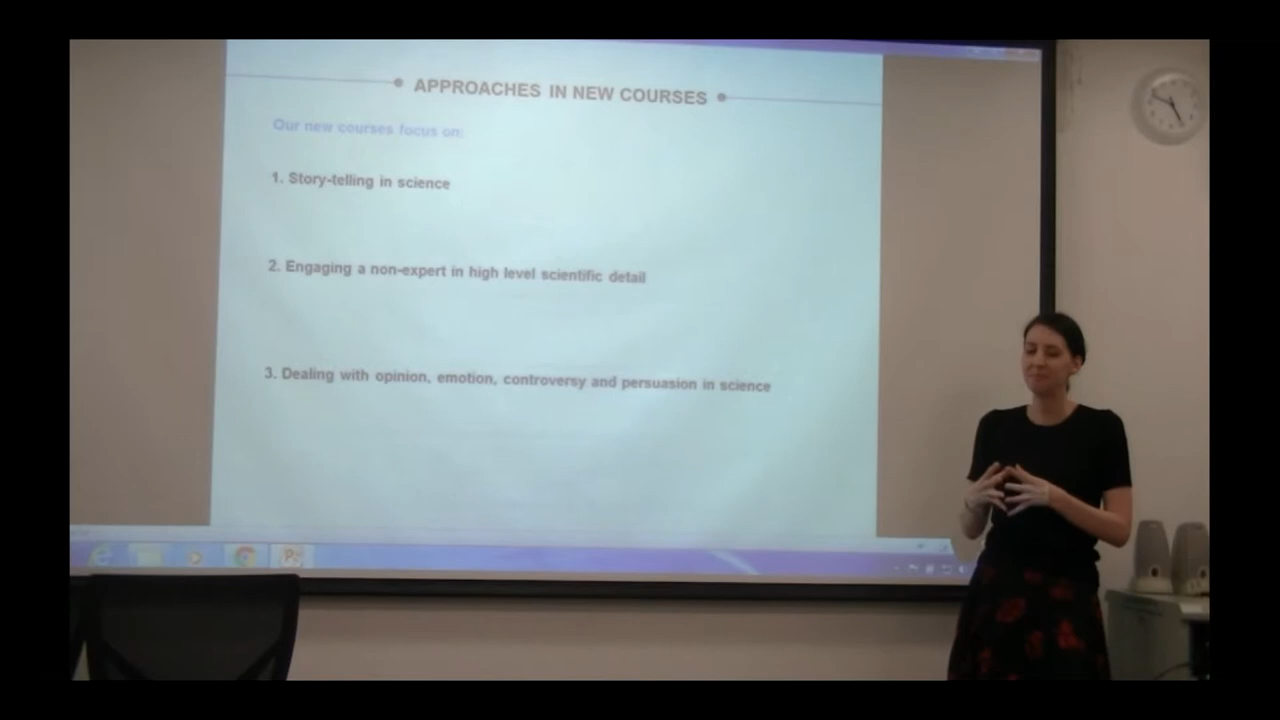 APPROACHES IN NEW COURSES
Our new courses focus on:
1. Story-telling in science
2. Engaging a non-expert in high level scientific detail
3. Dealing with opinion, emotion, controversy and persuasion in science